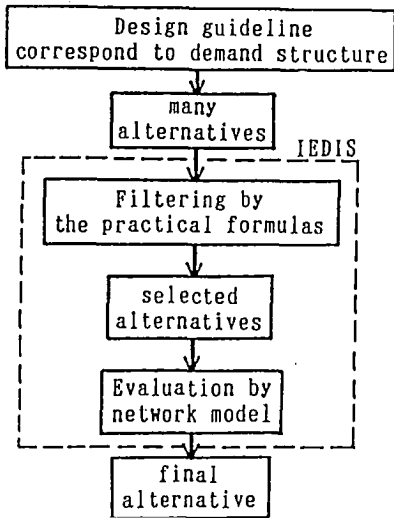 Design guideline
correspond to demand structure
many
alternatives
IEDIS
Filtering by
the practical formulas
selected
alternatives
Evaluation by
network model
final
alternative